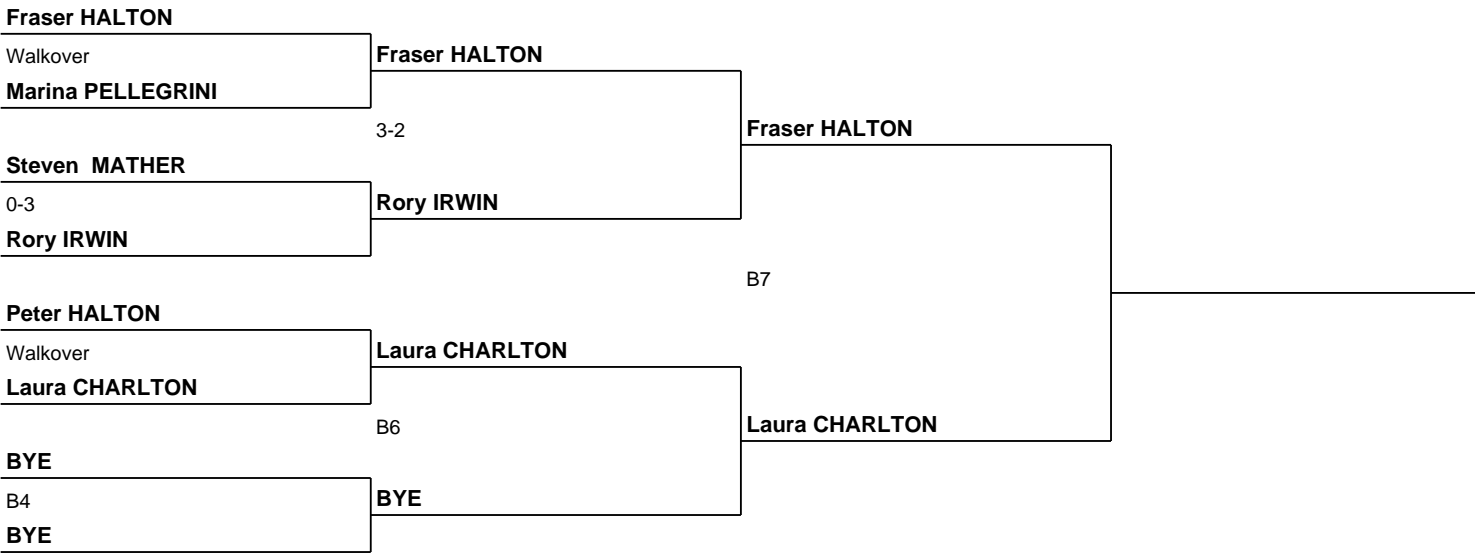 Fraser HALTON
Walkover
Marina PELLEGRINI
Steven  MATHER
0-3
Rory IRWIN
Peter HALTON
Walkover
Laura CHARLTON
BYE
B4
BYE
Fraser HALTON
3-2
Rory IRWIN
Laura CHARLTON
B6
BYE
Fraser HALTON
B7
Laura CHARLTON